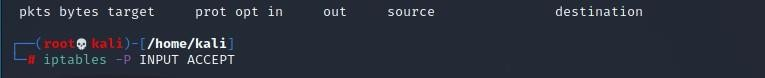 pkts bytes target prot opt in out source destination
┌──(root💀kali)-[/home/kali]
└─# iptables -P INPUT ACCEPT